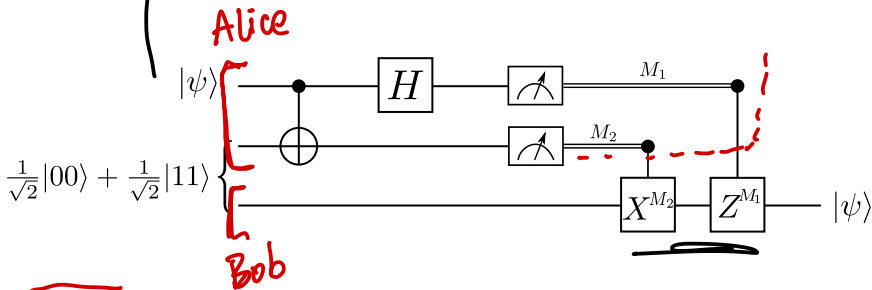 Alice
|ψ⟩
H
M₁
M₂
1/√2|00⟩ + 1/√2|11⟩
X^M₂
Z^M₁
|ψ⟩
Bob